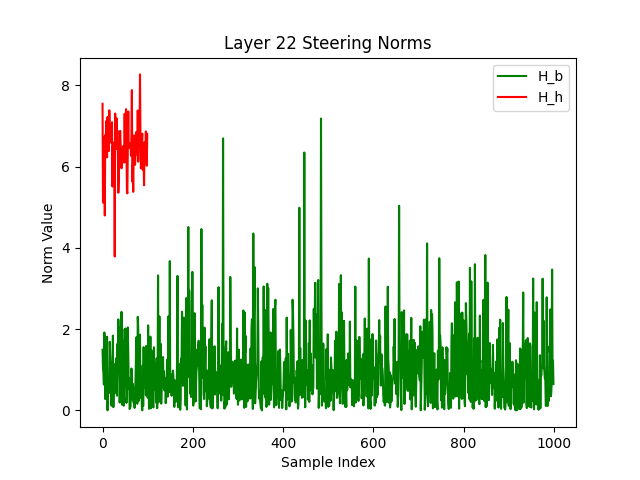 Layer 22 Steering Norms
H_b
H_h
Norm Value
8
6
4
2
0
0 200 400 600 800 1000
Sample Index